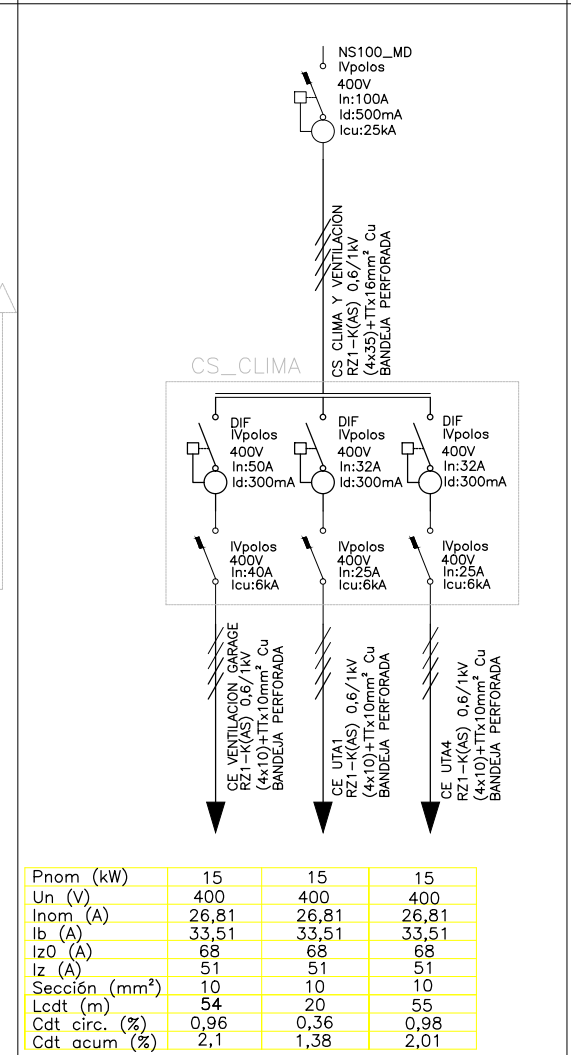 NS100_MD
IVpolos
400V
In:100A
Id:500mA
Icu:25kA
CS CLIMA Y VENTILACION
RZ1-K(AS) 0,6/1kV
(4x35)+TTx16mm² Cu
BANDEJA PERFORADA
CS_CLIMA
DIF
IVpolos
400V
In:50A
Id:300mA
DIF
IVpolos
400V
In:32A
Id:300mA
DIF
IVpolos
400V
In:32A
Id:300mA
IVpolos
400V
In:40A
Icu:6kA
IVpolos
400V
In:25A
Icu:6kA
IVpolos
400V
In:25A
Icu:6kA
CE VENTILACION GARAGE
RZ1-K(AS) 0,6/1kV
(4x10)+TTx10mm² Cu
BANDEJA PERFORADA
CE UTA1
RZ1-K(AS) 0,6/1kV
(4x10)+TTx10mm² Cu
BANDEJA PERFORADA
CE UTA4
RZ1-K(AS) 0,6/1kV
(4x10)+TTx10mm² Cu
BANDEJA PERFORADA
Pnom (kW) 15 15 15
Un (V) 400 400 400
Inom (A) 26,81 26,81 26,81
Ib (A) 33,51 33,51 33,51
Iz0 (A) 68 68 68
Iz (A) 51 51 51
Sección (mm²) 10 10 10
Lcdt (m) 54 20 55
Cdt circ. (%) 0,96 0,36 0,98
Cdt acum (%) 2,1 1,38 2,01